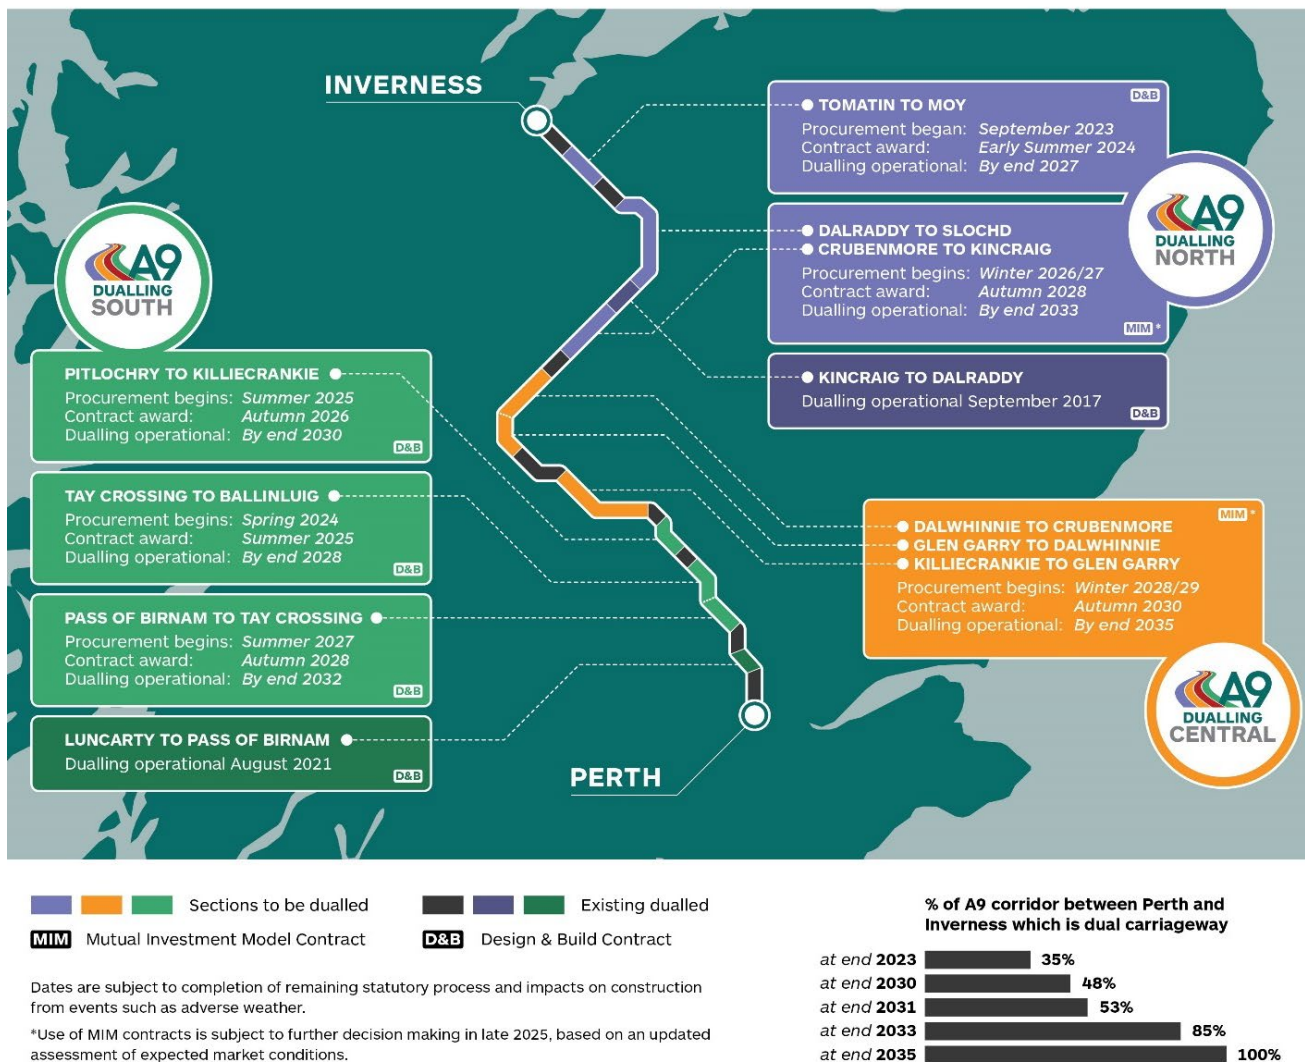 INVERNESS
D&B
TOMATIN TO MOY
Procurement began: September 2023
Contract award: Early Summer 2024
Dualling operational: By end 2027
A9
DUALLING
NORTH
DALRADDY TO SLOCHD
CRUBENMORE TO KINCRAIG
Procurement begins: Winter 2026/27
Contract award: Autumn 2028
Dualling operational: By end 2033
MIM *
KINCRAIG TO DALRADDY
Dualling operational September 2017
D&B
A9
DUALLING
SOUTH
PITLOCHRY TO KILLIECRANKIE
Procurement begins: Summer 2025
Contract award: Autumn 2026
Dualling operational: By end 2030
D&B
TAY CROSSING TO BALLINLUIG
Procurement begins: Spring 2024
Contract award: Summer 2025
Dualling operational: By end 2028
D&B
PASS OF BIRNAM TO TAY CROSSING
Procurement begins: Summer 2027
Contract award: Autumn 2028
Dualling operational: By end 2032
D&B
LUNCARTY TO PASS OF BIRNAM
Dualling operational August 2021
D&B
MIM *
DALWHINNIE TO CRUBENMORE
GLEN GARRY TO DALWHINNIE
KILLIECRANKIE TO GLEN GARRY
Procurement begins: Winter 2028/29
Contract award: Autumn 2030
Dualling operational: By end 2035
A9
DUALLING
CENTRAL
PERTH
Sections to be dualled
Existing dualled
MIM Mutual Investment Model Contract
D&B Design & Build Contract
Dates are subject to completion of remaining statutory process and impacts on construction
from events such as adverse weather.
*Use of MIM contracts is subject to further decision making in late 2025, based on an updated
assessment of expected market conditions.
% of A9 corridor between Perth and
Inverness which is dual carriageway
at end 2023 35%
at end 2030 48%
at end 2031 53%
at end 2033 85%
at end 2035 100%